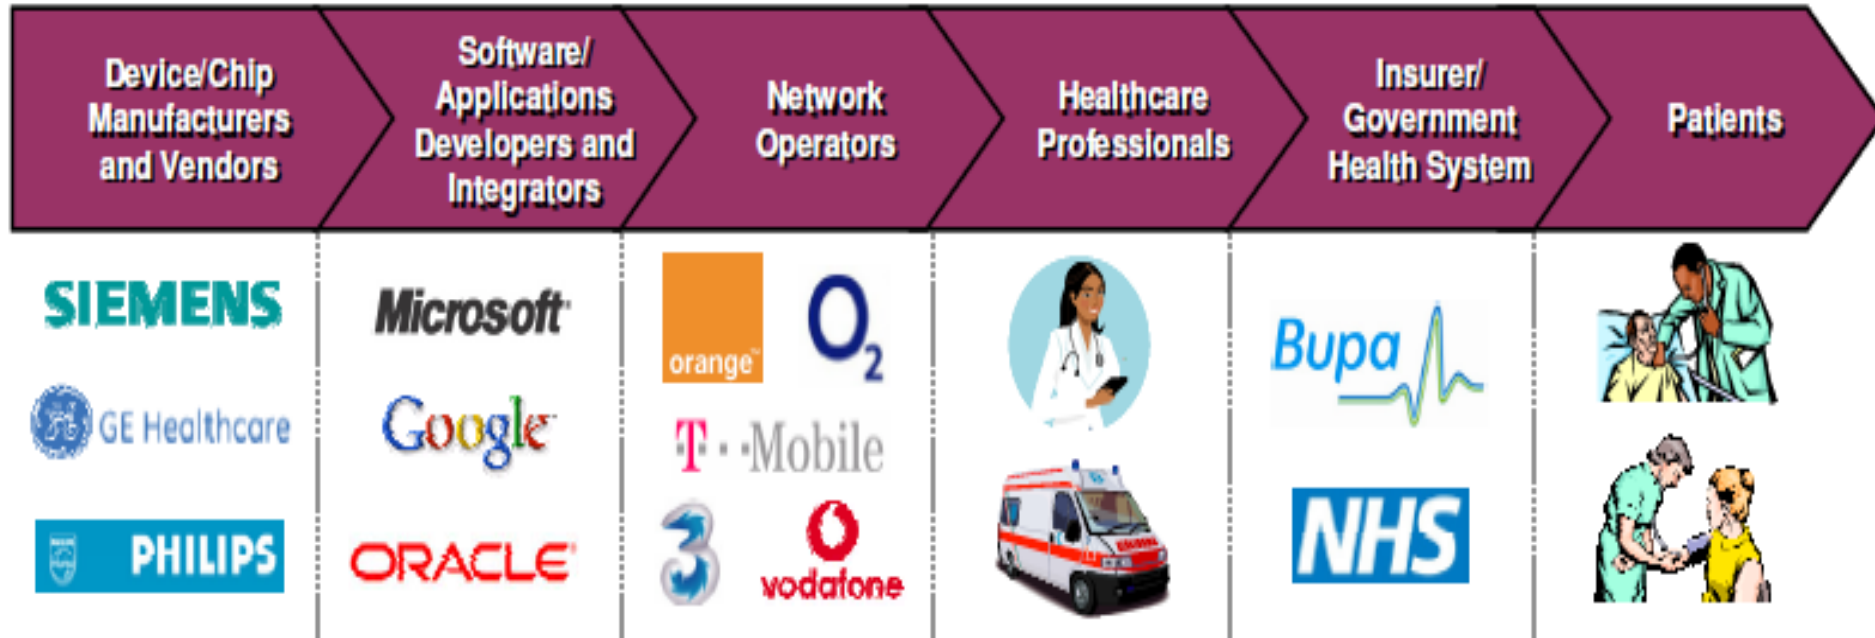 Device/Chip
Manufacturers
and Vendors
Software/
Applications
Developers and
Integrators
Network
Operators
Healthcare
Professionals
Insurer/
Government
Health System
Patients
SIEMENS
GE Healthcare
PHILIPS
Microsoft
Google
ORACLE
orange™
O2
T··Mobile
3
vodafone
Bupa
NHS